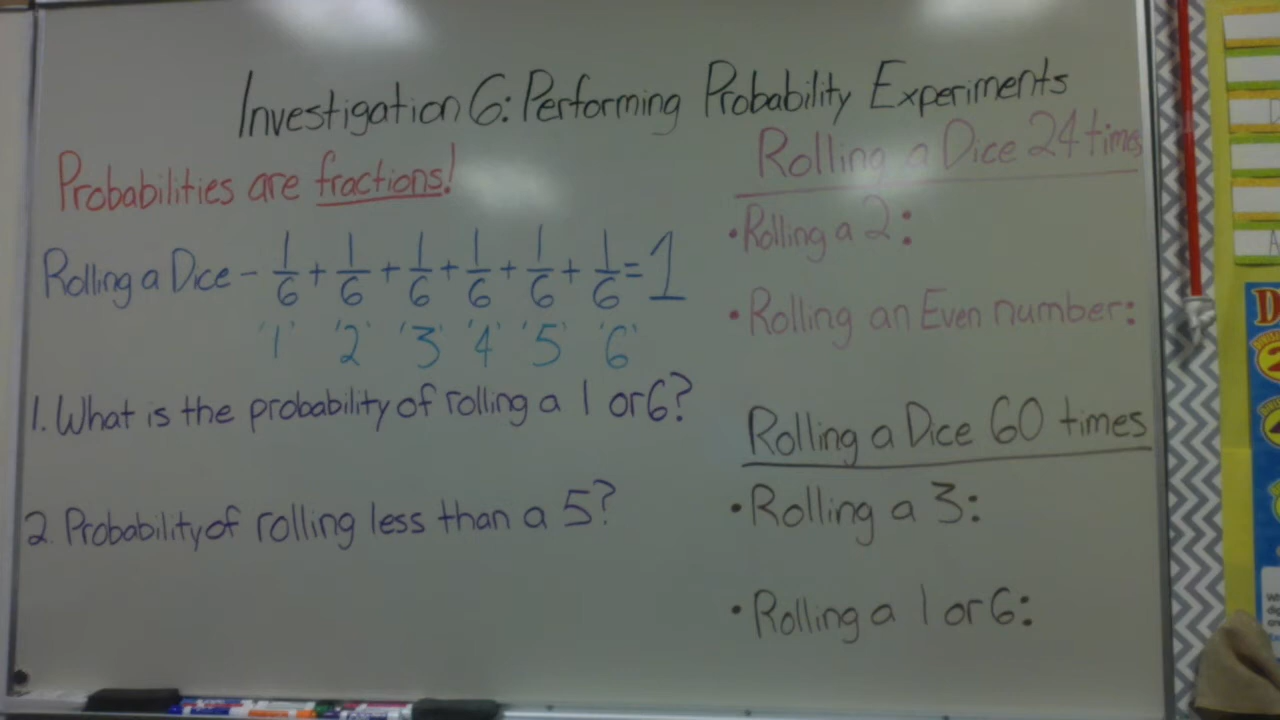 Investigation 6: Performing Probability Experiments
Probabilities are fractions!
Rolling a Dice - 1/6 + 1/6 + 1/6 + 1/6 + 1/6 + 1/6 = 1
'1' '2' '3' '4' '5' '6'
1. What is the probability of rolling a 1 or 6?
2. Probability of rolling less than a 5?
Rolling a Dice 24 times
• Rolling a 2:
• Rolling an Even number:
Rolling a Dice 60 times
• Rolling a 3:
• Rolling a 1 or 6: